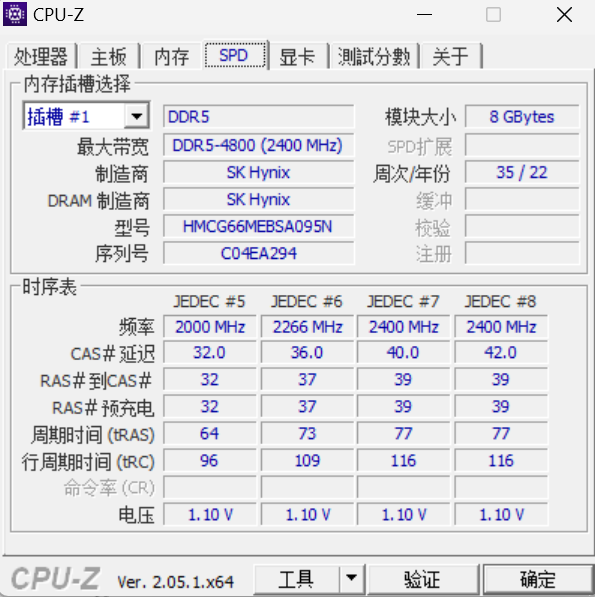 CPU-Z
处理器 主板 内存 SPD 显卡 測試分數 关于
内存插槽选择
插槽 #1 DDR5 模块大小 8 GBytes
最大带宽 DDR5-4800 (2400 MHz) SPD扩展
制造商 SK Hynix 周次/年份 35 / 22
DRAM 制造商 SK Hynix 缓冲
型号 HMCG66MEBSA095N 校验
序列号 C04EA294 注册
时序表
JEDEC #5 JEDEC #6 JEDEC #7 JEDEC #8
频率 2000 MHz 2266 MHz 2400 MHz 2400 MHz
CAS# 延迟 32.0 36.0 40.0 42.0
RAS# 到CAS# 32 37 39 39
RAS# 预充电 32 37 39 39
周期时间 (tRAS) 64 73 77 77
行周期时间 (tRC) 96 109 116 116
命令率 (CR)
电压 1.10 V 1.10 V 1.10 V 1.10 V
CPU-Z Ver. 2.05.1.x64 工具 验证 确定